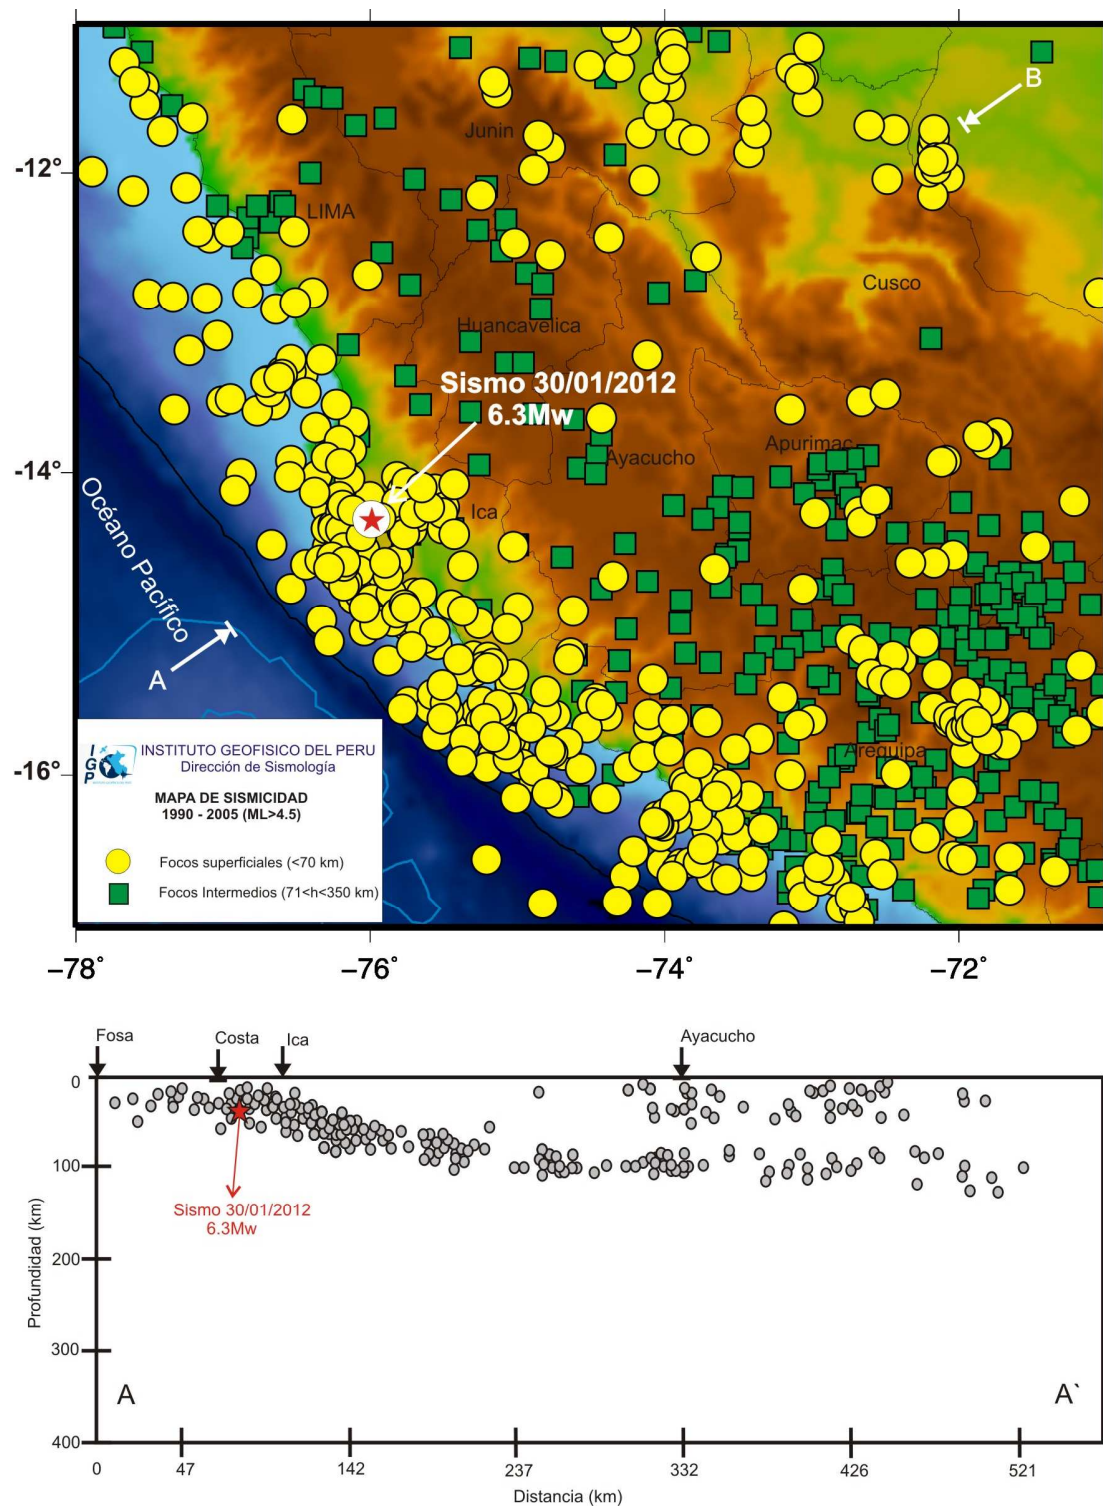 B
Junin
-12°
LIMA
Cusco
Huancavelica
Sismo 30/01/2012
6.3Mw
Apurimac
-14°
Ayacucho
Ica
Océano Pacífico
A
Arequipa
-16°
IGP
INSTITUTO GEOFISICO DEL PERU
Dirección de Sismología
MAPA DE SISMICIDAD
1990 - 2005 (ML>4.5)
Focos superficiales (<70 km)
Focos Intermedios (71<h<350 km)
-78° -76° -74° -72°
Fosa Costa Ica Ayacucho
0
100
Sismo 30/01/2012
6.3Mw
200
Profundidad (km)
300
A A`
400
0 47 142 237 332 426 521
Distancia (km)